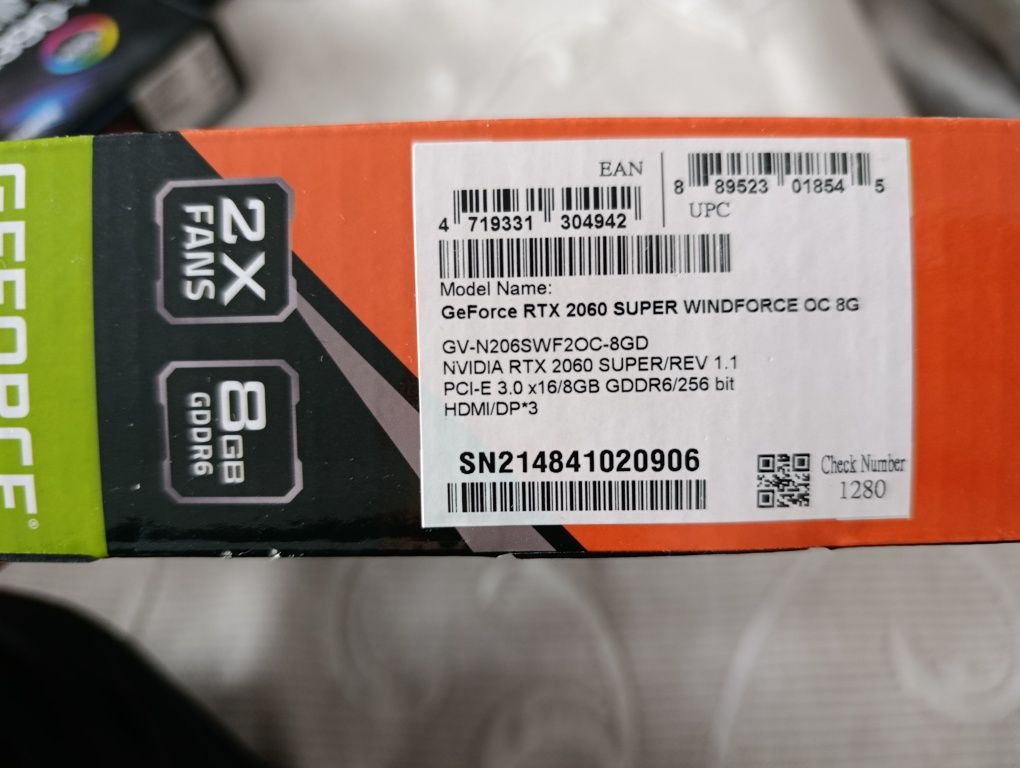 GEFORCE®
2X
FANS
8GB
GDDR6
EAN
4 719331 304942
8 89523 01854 5
UPC
Model Name:
GeForce RTX 2060 SUPER WINDFORCE OC 8G
GV-N206SWF2OC-8GD
NVIDIA RTX 2060 SUPER/REV 1.1
PCI-E 3.0 x16/8GB GDDR6/256 bit
HDMI/DP*3
SN214841020906
Check Number
1280